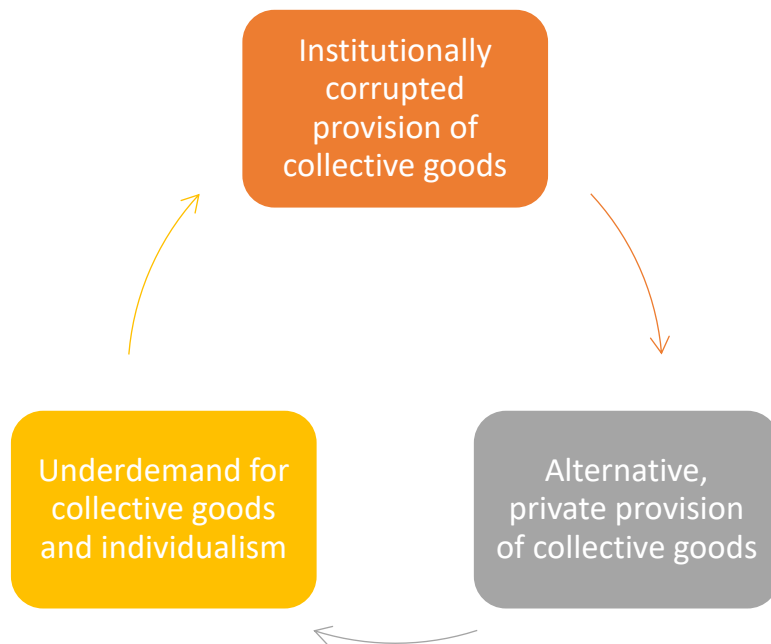 Institutionally
corrupted
provision of
collective goods
Underdemand for
collective goods
and individualism
Alternative,
private provision
of collective goods